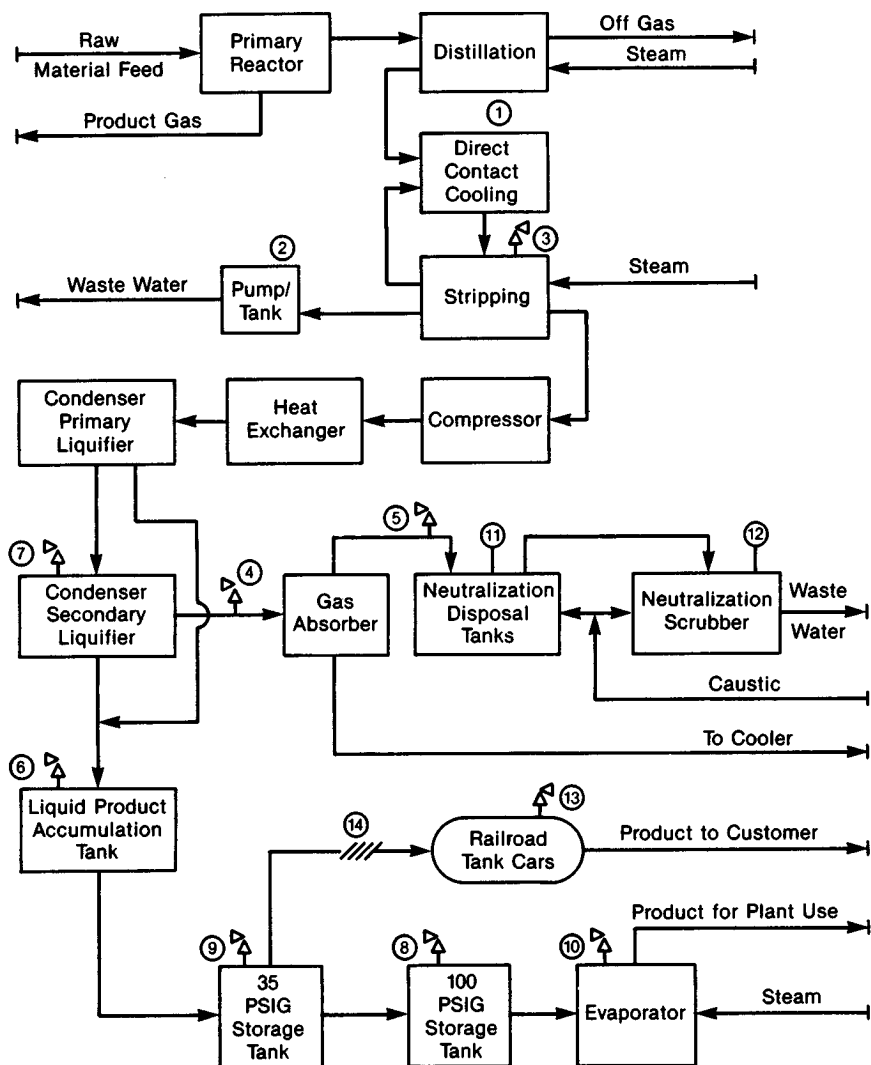 Raw
Material Feed
Primary
Reactor
Distillation
Off Gas
Steam
Product Gas
1
Direct
Contact
Cooling
2
3
Waste Water
Pump/
Tank
Stripping
Steam
Condenser
Primary
Liquifier
Heat
Exchanger
Compressor
7
4
5
11
12
Condenser
Secondary
Liquifier
Gas
Absorber
Neutralization
Disposal
Tanks
Neutralization
Scrubber
Waste
Water
Caustic
To Cooler
6
Liquid Product
Accumulation
Tank
14
13
Railroad
Tank Cars
Product to Customer
Product for Plant Use
9
8
10
35
PSIG
Storage
Tank
100
PSIG
Storage
Tank
Evaporator
Steam